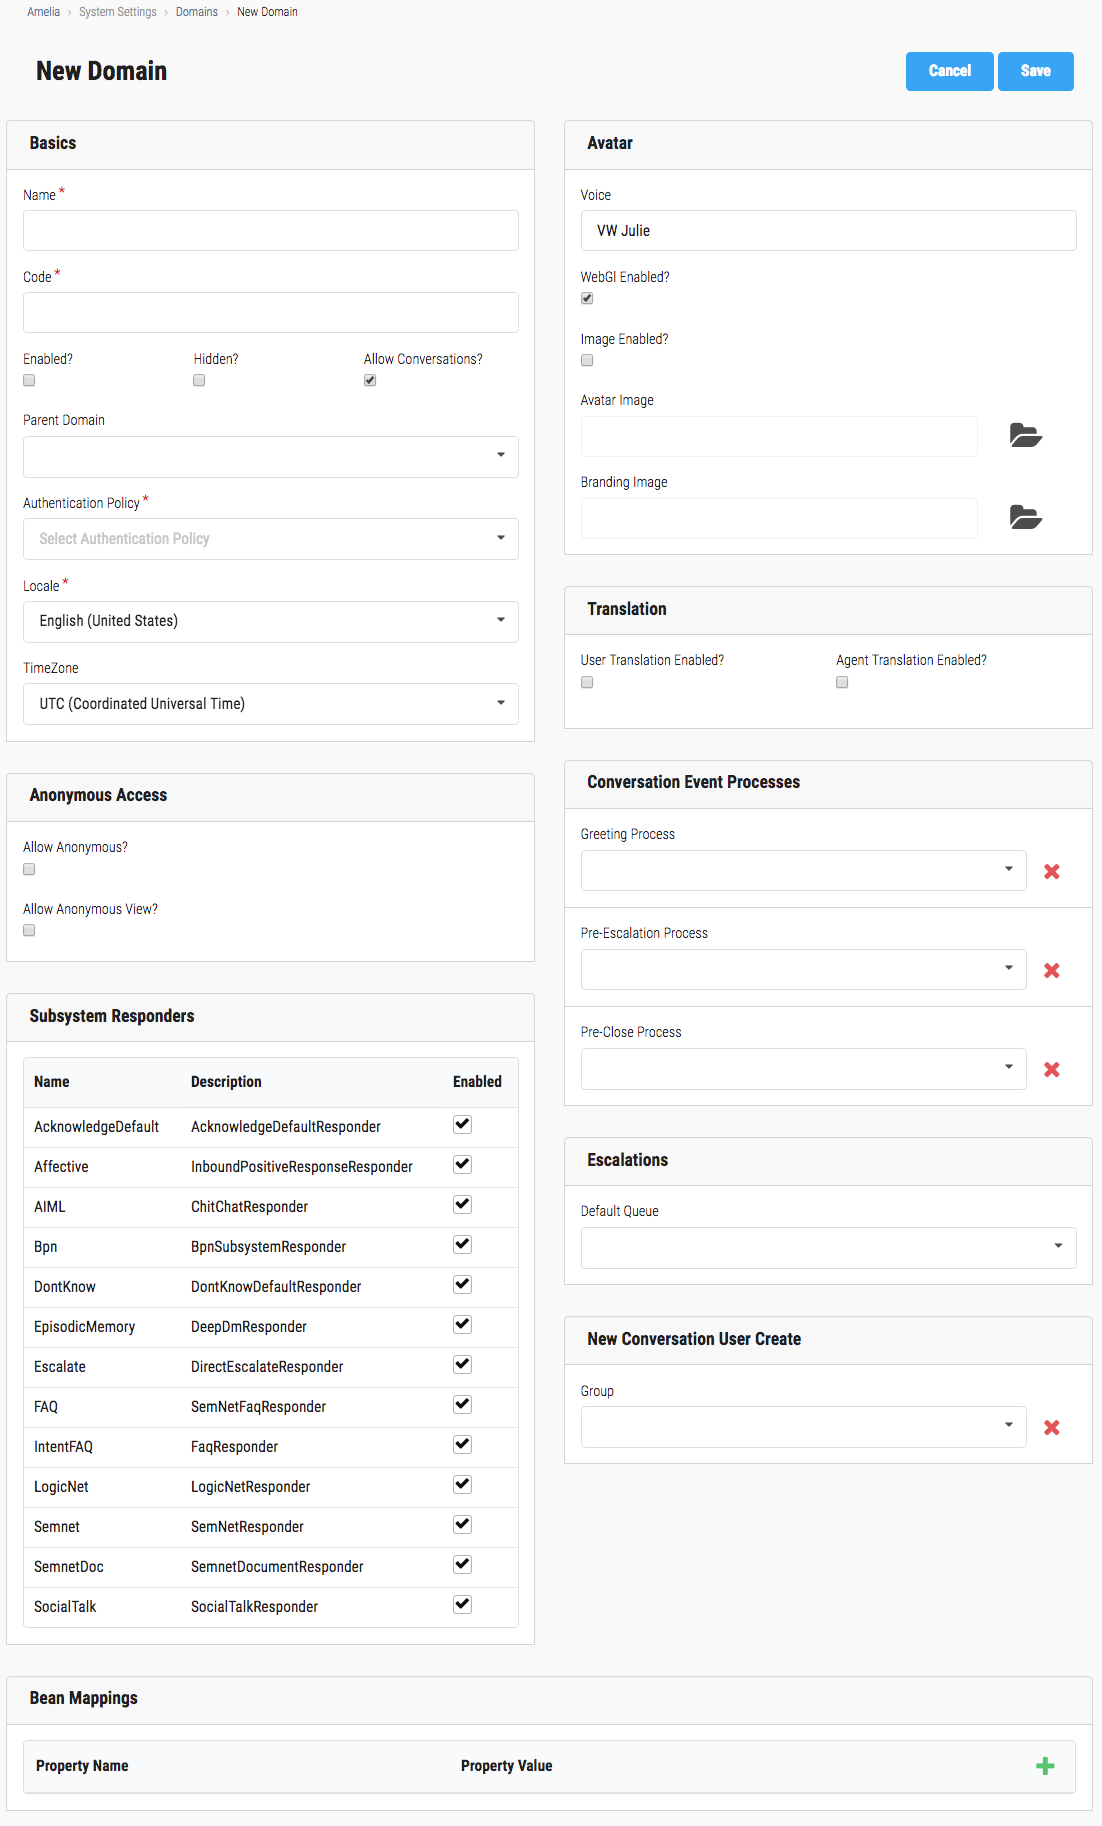 Amelia › System Settings › Domains › New Domain
New Domain
Cancel
Save
Basics
Name *
Code *
Enabled? Hidden? Allow Conversations?
Parent Domain
Authentication Policy *
Select Authentication Policy
Locale *
English (United States)
TimeZone
UTC (Coordinated Universal Time)
Anonymous Access
Allow Anonymous?
Allow Anonymous View?
Subsystem Responders
Name Description Enabled
AcknowledgeDefault AcknowledgeDefaultResponder
Affective InboundPositiveResponseResponder
AIML ChitChatResponder
Bpn BpnSubsystemResponder
DontKnow DontKnowDefaultResponder
EpisodicMemory DeepDmResponder
Escalate DirectEscalateResponder
FAQ SemNetFaqResponder
IntentFAQ FaqResponder
LogicNet LogicNetResponder
Semnet SemNetResponder
SemnetDoc SemnetDocumentResponder
SocialTalk SocialTalkResponder
Avatar
Voice
VW Julie
WebGl Enabled?
Image Enabled?
Avatar Image
Branding Image
Translation
User Translation Enabled? Agent Translation Enabled?
Conversation Event Processes
Greeting Process
Pre-Escalation Process
Pre-Close Process
Escalations
Default Queue
New Conversation User Create
Group
Bean Mappings
Property Name Property Value